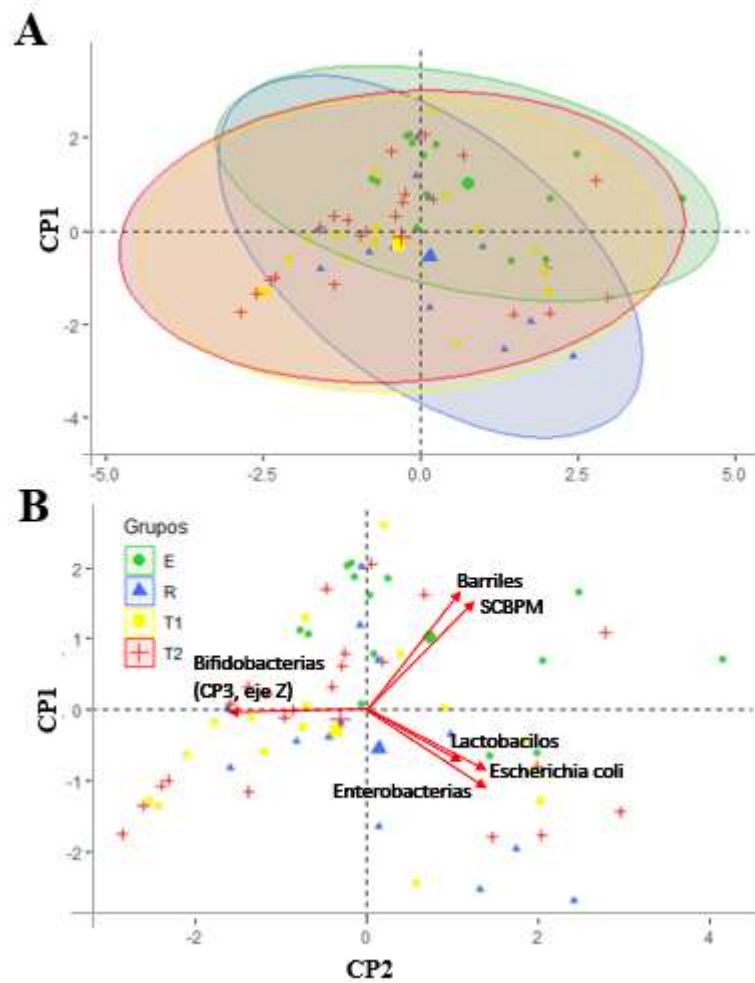 A
CP1
2
0
-2
-4
-5.0
-2.5
0.0
2.5
5.0
B
Grupos
E
R
T1
T2
Barriles
SCBPM
Bifidobacterias
(CP3, eje Z)
Lactobacilos
Escherichia coli
Enterobacterias
CP1
2
1
0
-1
-2
-2
0
2
4
CP2